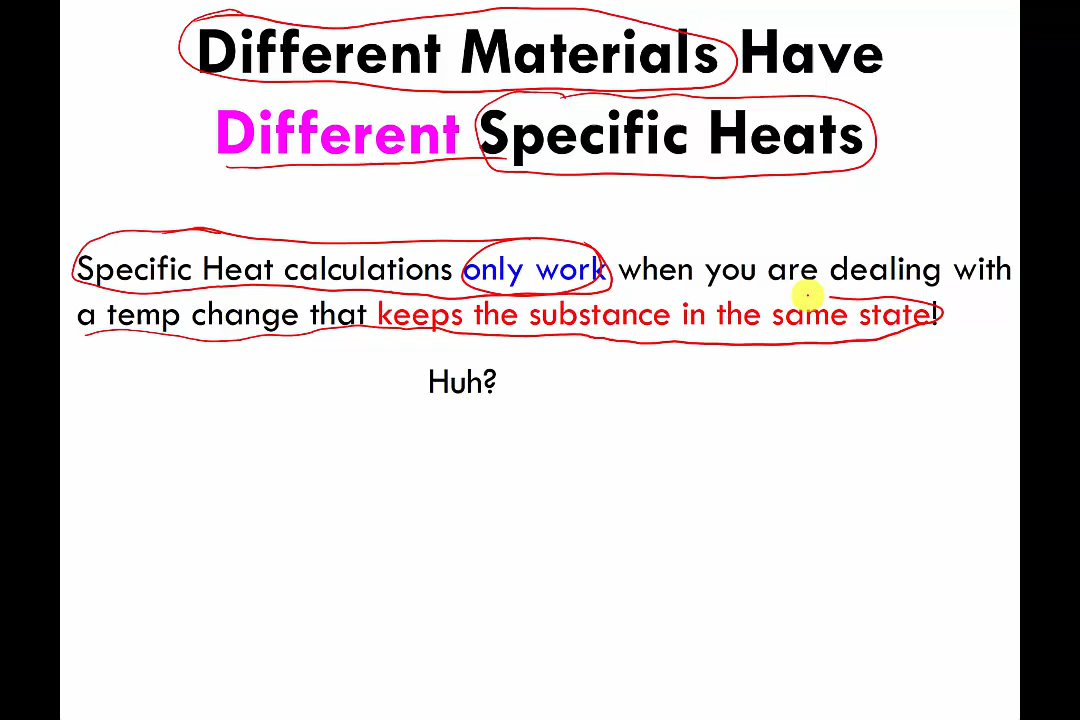 Different Materials Have
Different Specific Heats
Specific Heat calculations only work when you are dealing with
a temp change that keeps the substance in the same state!
Huh?